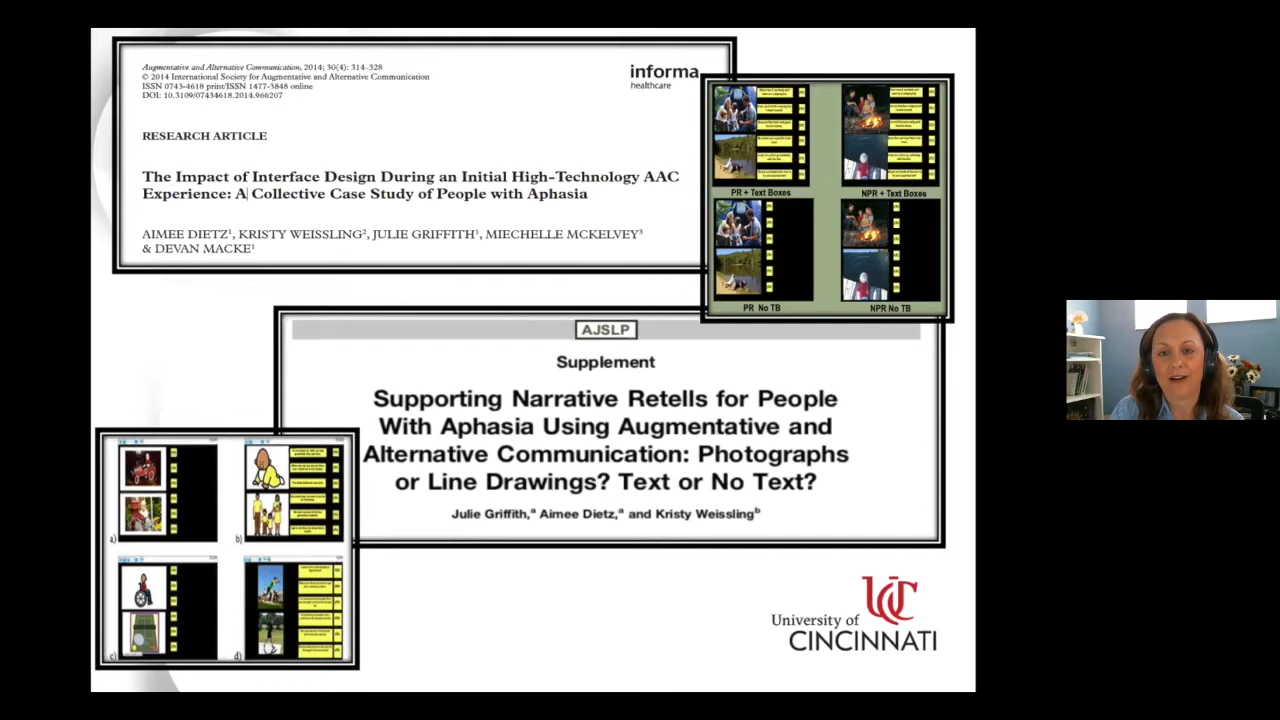 Augmentative and Alternative Communication, 2014; 30(4): 314–328
© 2014 International Society for Augmentative and Alternative Communication
ISSN 0743-4618 print/ISSN 1477-3848 online
DOI: 10.3109/07434618.2014.966207
informa
healthcare
RESEARCH ARTICLE
The Impact of Interface Design During an Initial High-Technology AAC
Experience: A Collective Case Study of People with Aphasia
AIMEE DIETZ¹, KRISTY WEISSLING², JULIE GRIFFITH¹, MIECHELLE MCKELVEY³
& DEVAN MACKE¹
PR + Text Boxes
NPR + Text Boxes
PR No TB
NPR No TB
AJSLP
Supplement
Supporting Narrative Retells for People
With Aphasia Using Augmentative and
Alternative Communication: Photographs
or Line Drawings? Text or No Text?
Julie Griffith,ᵃ Aimee Dietz,ᵃ and Kristy Weisslingᵇ
a)
b)
c)
d)
UC
University of
CINCINNATI